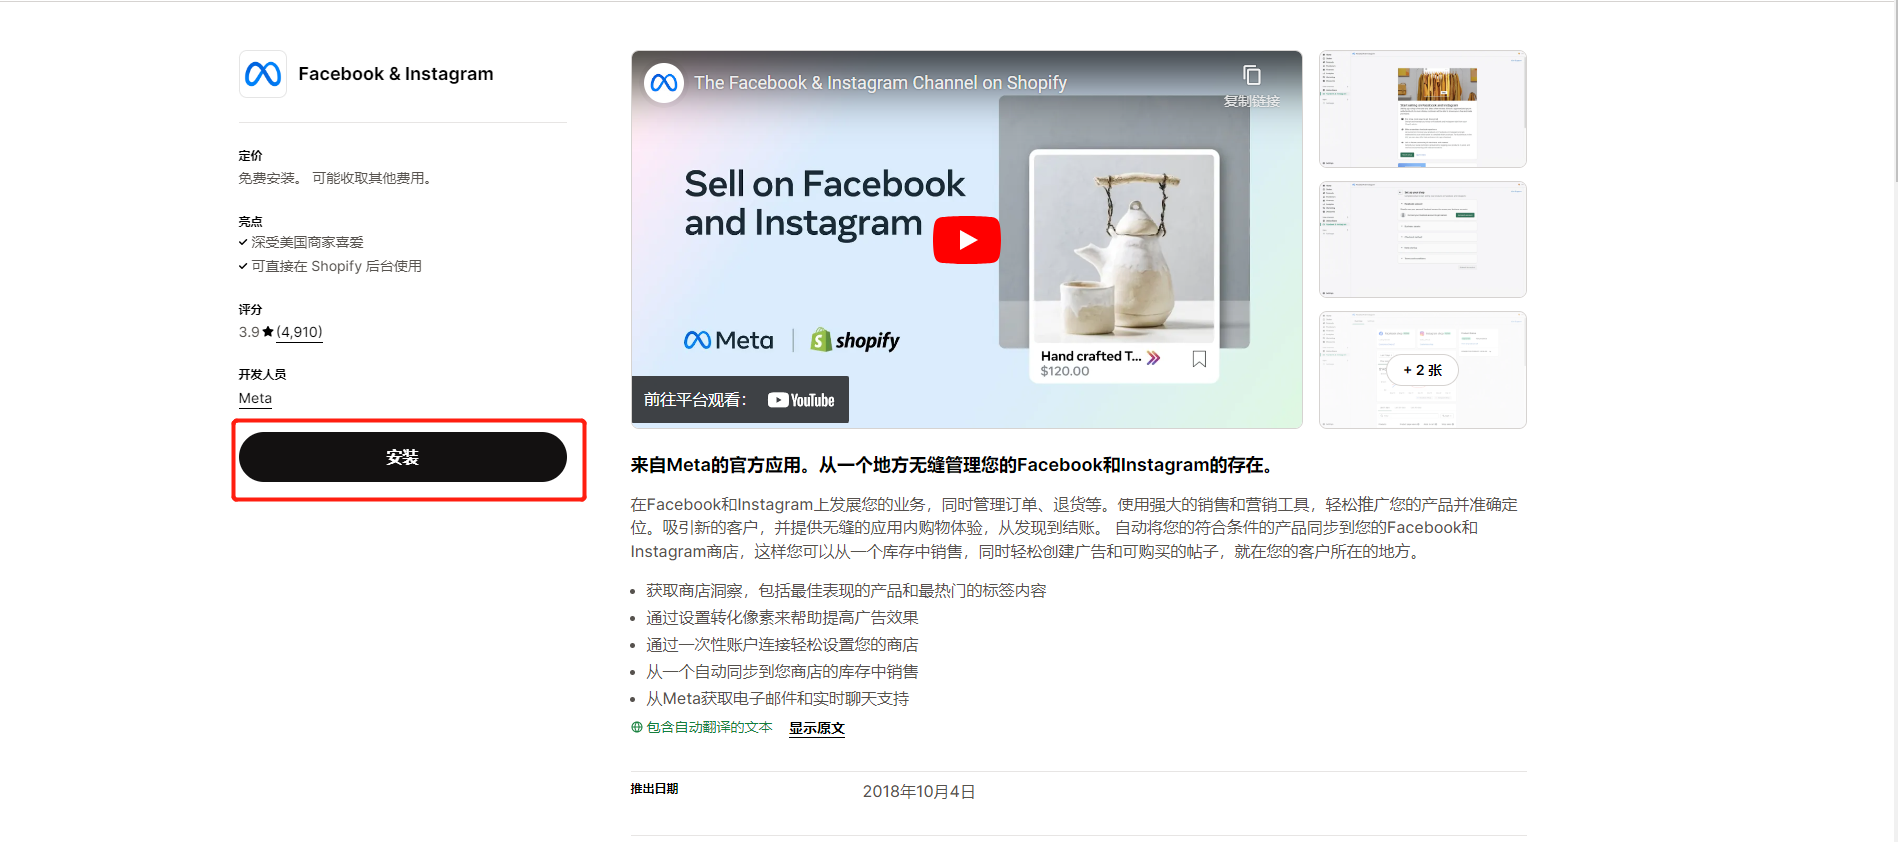 Facebook & Instagram
定价
免费安装。 可能收取其他费用。
亮点
深受美国商家喜爱
可直接在 Shopify 后台使用
评分
3.9★(4,910)
开发人员
Meta
安装
The Facebook & Instagram Channel on Shopify
复制链接
Sell on Facebook
and Instagram
Meta
shopify
Hand crafted T...
$120.00
前往平台观看：
YouTube
+ 2 张
来自Meta的官方应用。从一个地方无缝管理您的Facebook和Instagram的存在。
在Facebook和Instagram上发展您的业务，同时管理订单、退货等。使用强大的销售和营销工具，轻松推广您的产品并准确定
位。吸引新的客户，并提供无缝的应用内购物体验，从发现到结账。 自动将您的符合条件的产品同步到您的Facebook和
Instagram商店，这样您可以从一个库存中销售，同时轻松创建广告和可购买的帖子，就在您的客户所在的地方。
获取商店洞察，包括最佳表现的产品和最热门的标签内容
通过设置转化像素来帮助提高广告效果
通过一次性账户连接轻松设置您的商店
从一个自动同步到您商店的库存中销售
从Meta获取电子邮件和实时聊天支持
包含自动翻译的文本 显示原文
推出日期
2018年10月4日